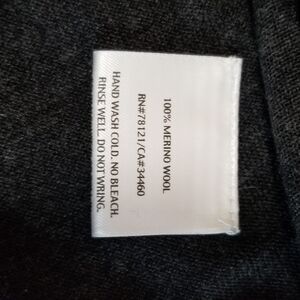 100% MERINO WOOL
RN#78121/CA#34460
HAND WASH COLD. NO BLEACH.
RINSE WELL. DO NOT WRING.